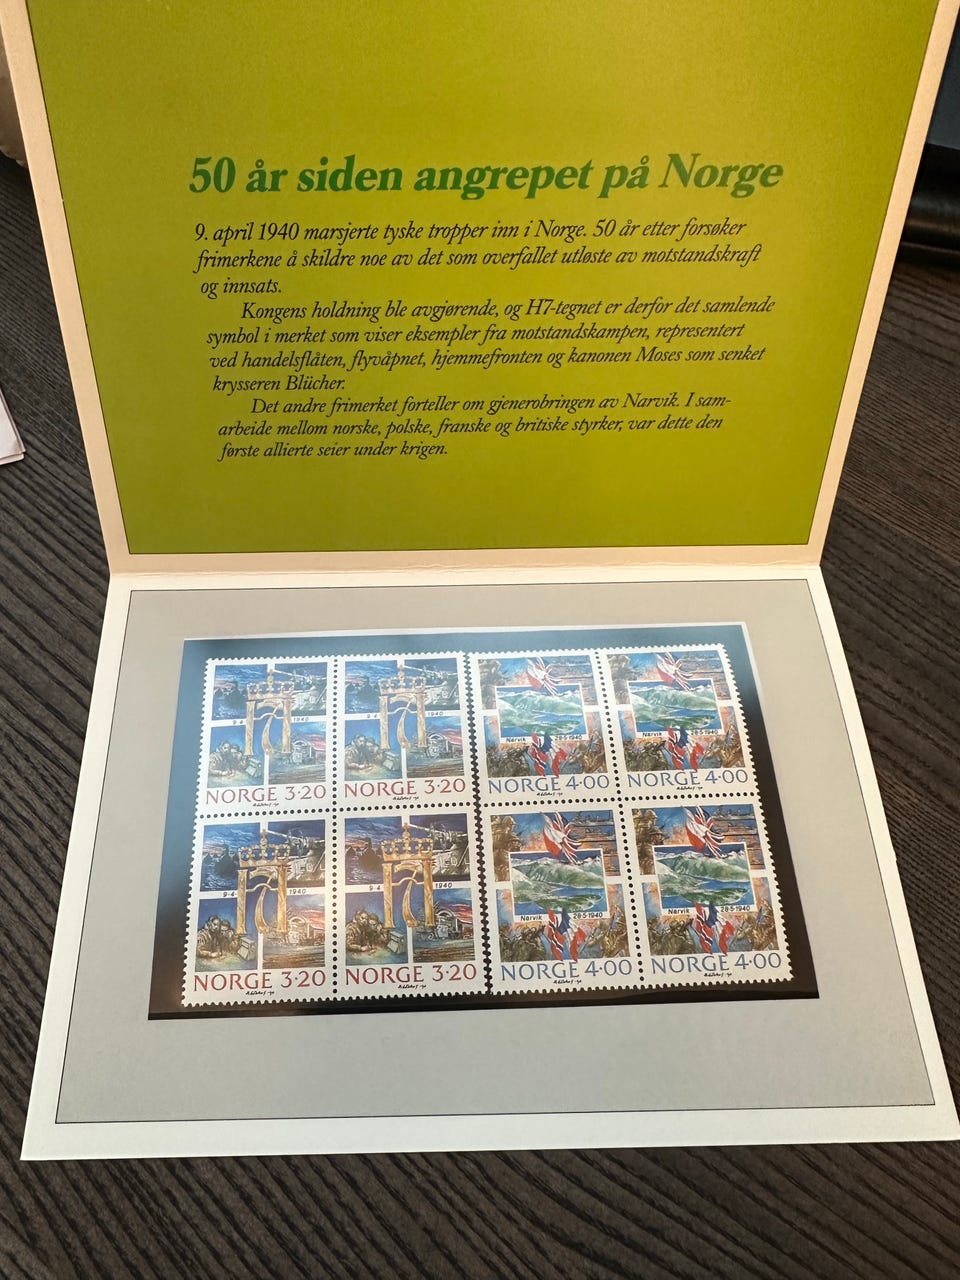 50 år siden angrepet på Norge
9. april 1940 marsjerte tyske tropper inn i Norge. 50 år etter forsøker
frimerkene å skildre noe av det som overfallet utløste av motstandskraft
og innsats.
Kongens holdning ble avgjørende, og H7-tegnet er derfor det samlende
symbol i merket som viser eksempler fra motstandskampen, representert
ved handelsflåten, flyvåpnet, hjemmefronten og kanonen Moses som senket
krysseren Blücher.
Det andre frimerket forteller om gjenerobringen av Narvik. I sam-
arbeide mellom norske, polske, franske og britiske styrker, var dette den
første allierte seier under krigen.
9·4· 1940
NORGE 3·20
9·4· 1940
NORGE 3·20
Narvik 28·5·1940
NORGE 4·00
Narvik 28·5·1940
NORGE 4·00
9·4· 1940
NORGE 3·20
9·4· 1940
NORGE 3·20
Narvik 28·5·1940
NORGE 4·00
Narvik 28·5·1940
NORGE 4·00